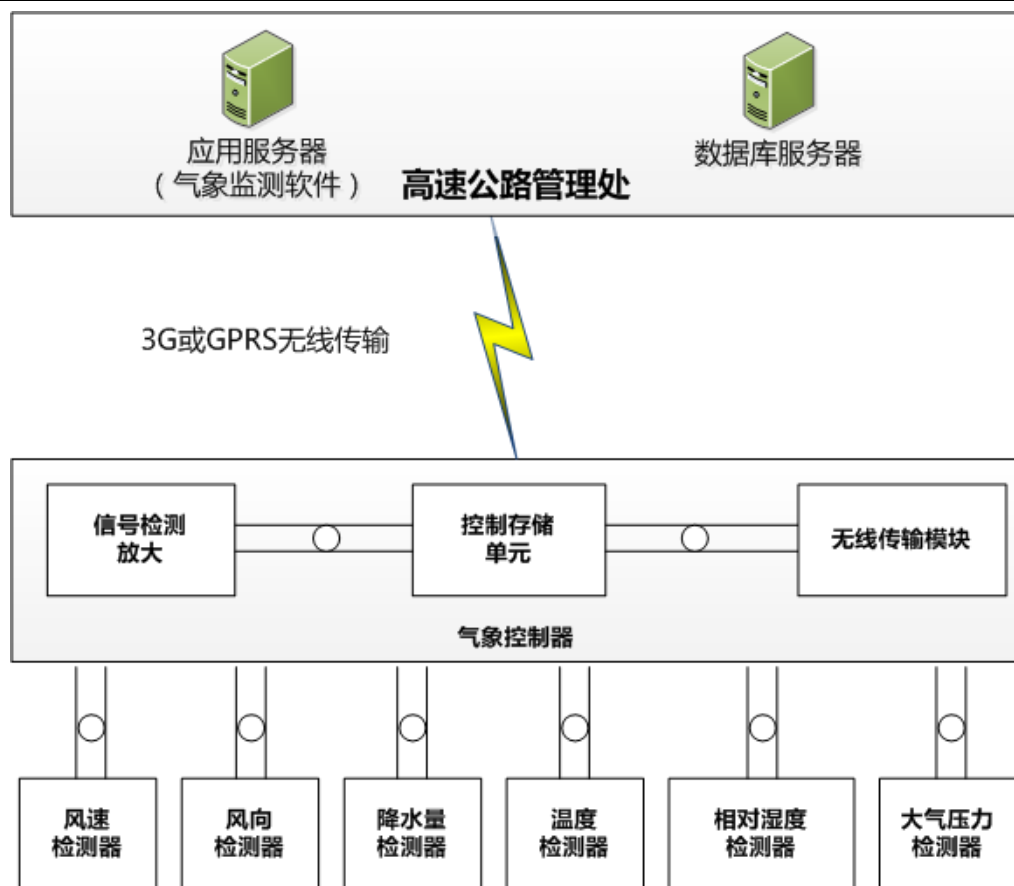 应用服务器
（气象监测软件）
数据库服务器
高速公路管理处
3G或GPRS无线传输
信号检测
放大
控制存储
单元
无线传输模块
气象控制器
风速
检测器
风向
检测器
降水量
检测器
温度
检测器
相对湿度
检测器
大气压力
检测器